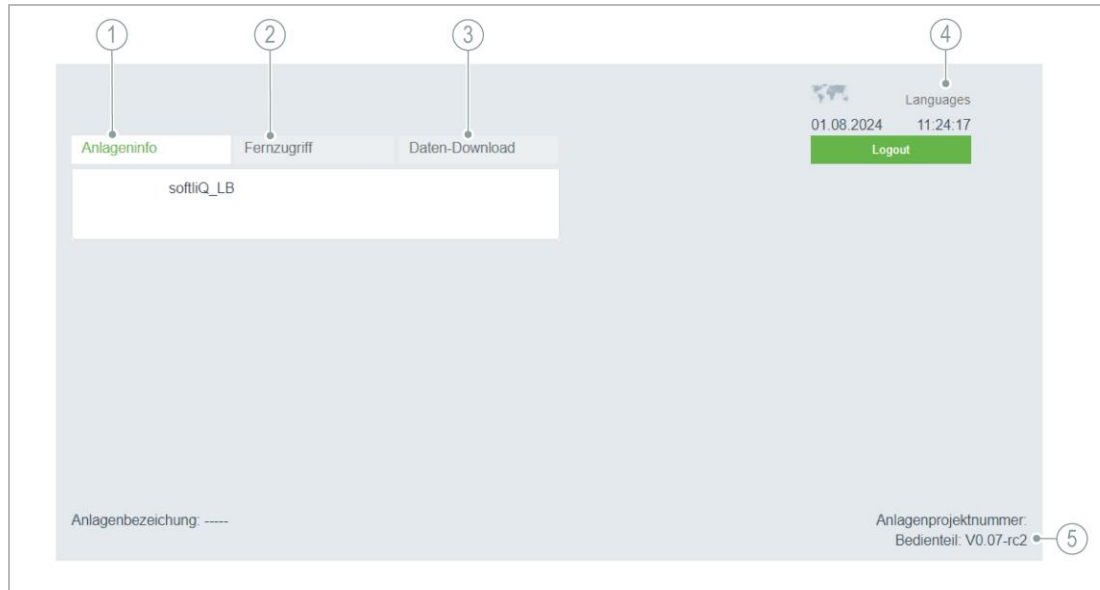 1 2 3 4
Languages
01.08.2024 11:24:17
Anlageninfo Fernzugriff Daten-Download Logout
softliQ_LB
Anlagenbezeichung: ----- Anlagenprojektnummer:
Bedienteil: V0.07-rc2 5